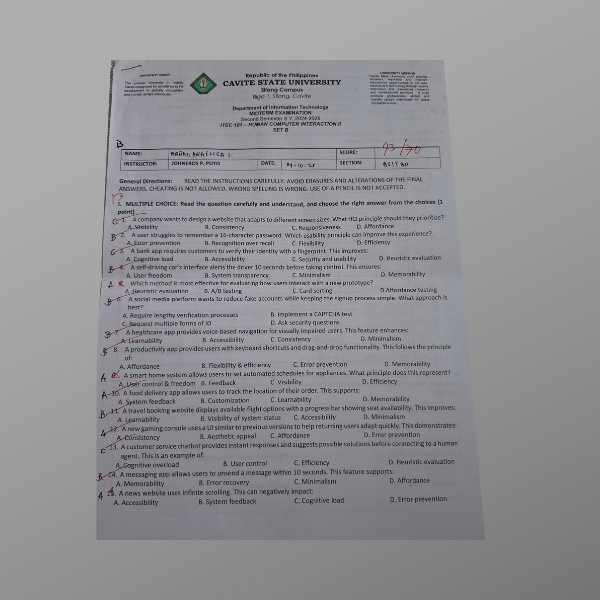 UNIVERSITY VISION
UNIVERSITY MISSION
Republic of the Philippines
CAVITE STATE UNIVERSITY
Silang Campus
Biga 1, Silang, Cavite
Department of Information Technology
MIDTERM EXAMINATION
Second Semester S.Y. 2024-2025
ITEC 101 – HUMAN COMPUTER INTERACTION II
SET B
B
NAME: SCORE: 43/70
INSTRUCTOR: JOHNEROS P. PUYO DATE: SECTION:
General Directions: READ THE INSTRUCTIONS CAREFULLY. AVOID ERASURES AND ALTERATIONS OF THE FINAL
ANSWERS. CHEATING IS NOT ALLOWED. WRONG SPELLING IS WRONG. USE OF A PENCIL IS NOT ACCEPTED.
I. MULTIPLE CHOICE: Read the question carefully and understand, and choose the right answer from the choices (1
point)
C 1. A company wants to design a website that adapts to different screen sizes. What HCI principle should they prioritize?
A. Visibility B. Consistency C. Responsiveness D. Affordance
B 2. A user struggles to remember a 16-character password. Which usability principle can improve this experience?
A. Error prevention B. Recognition over recall C. Flexibility D. Efficiency
C 3. A bank app requires customers to verify their identity with a fingerprint. This improves:
A. Cognitive load B. Accessibility C. Security and usability D. Heuristic evaluation
B 4. A self-driving car's interface alerts the driver 10 seconds before taking control. This ensures:
A. User freedom B. System transparency C. Minimalism D. Memorability
5. Which method is most effective for evaluating how users interact with a new prototype?
A. Heuristic evaluation B. A/B testing C. Card sorting D Affordance testing
B 6. A social media platform wants to reduce fake accounts while keeping the signup process simple. What approach is
best?
A. Require lengthy verification processes B. Implement a CAPTCHA test
C. Request multiple forms of ID D. Ask security questions
B 7. A healthcare app provides voice-based navigation for visually impaired users. This feature enhances:
A. Learnability B. Accessibility C. Consistency D. Minimalism
B 8. A productivity app provides users with keyboard shortcuts and drag-and-drop functionality. This follows the principle
of:
A. Affordance B. Flexibility & efficiency C. Error prevention D. Memorability
A 9. A smart home system allows users to set automated schedules for appliances. What principle does this represent?
A. User control & freedom B. Feedback C. Visibility D. Efficiency
A 10. A food delivery app allows users to track the location of their order. This supports:
A. System feedback B. Customization C. Learnability D. Memorability
B 11. A travel booking website displays available flight options with a progress bar showing seat availability. This improves:
A. Learnability B. Visibility of system status C. Accessibility D. Minimalism
A 12. A new gaming console uses a UI similar to previous versions to help returning users adapt quickly. This demonstrates:
A. Consistency B. Aesthetic appeal C. Affordance D. Error prevention
C 13. A customer service chatbot provides instant responses and suggests possible solutions before connecting to a human
agent. This is an example of:
A. Cognitive overload B. User control C. Efficiency D. Heuristic evaluation
B 14. A messaging app allows users to unsend a message within 10 seconds. This feature supports:
A. Memorability B. Error recovery C. Minimalism D. Affordance
A 15. A news website uses infinite scrolling. This can negatively impact:
A. Accessibility B. System feedback C. Cognitive load D. Error prevention